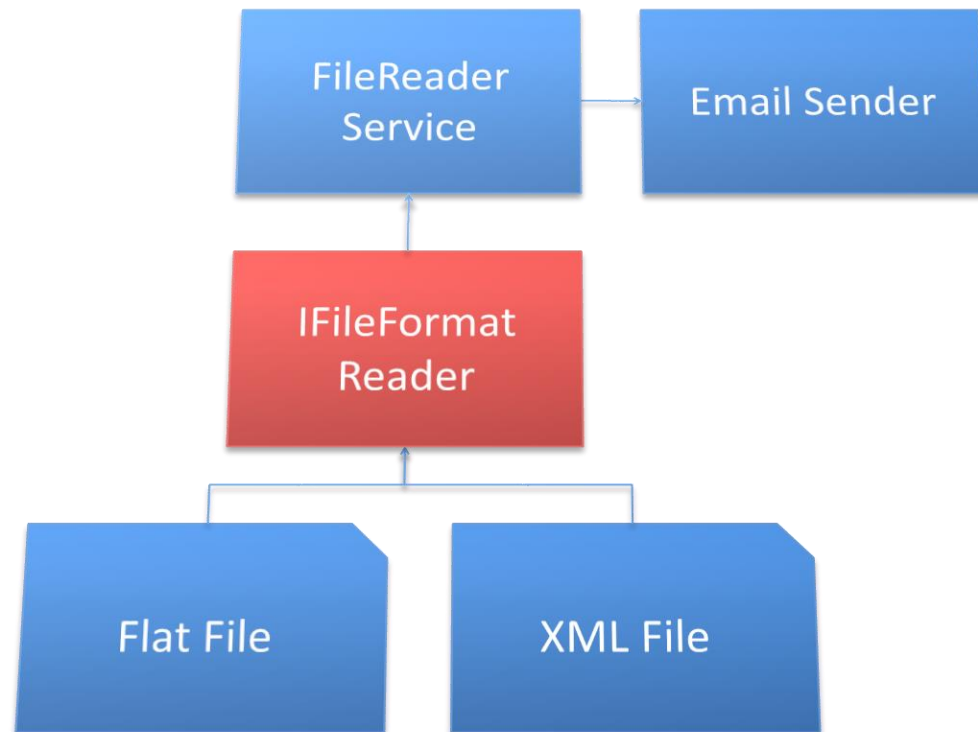 FileReader
Service
Email Sender
IFileFormat
Reader
Flat File
XML File